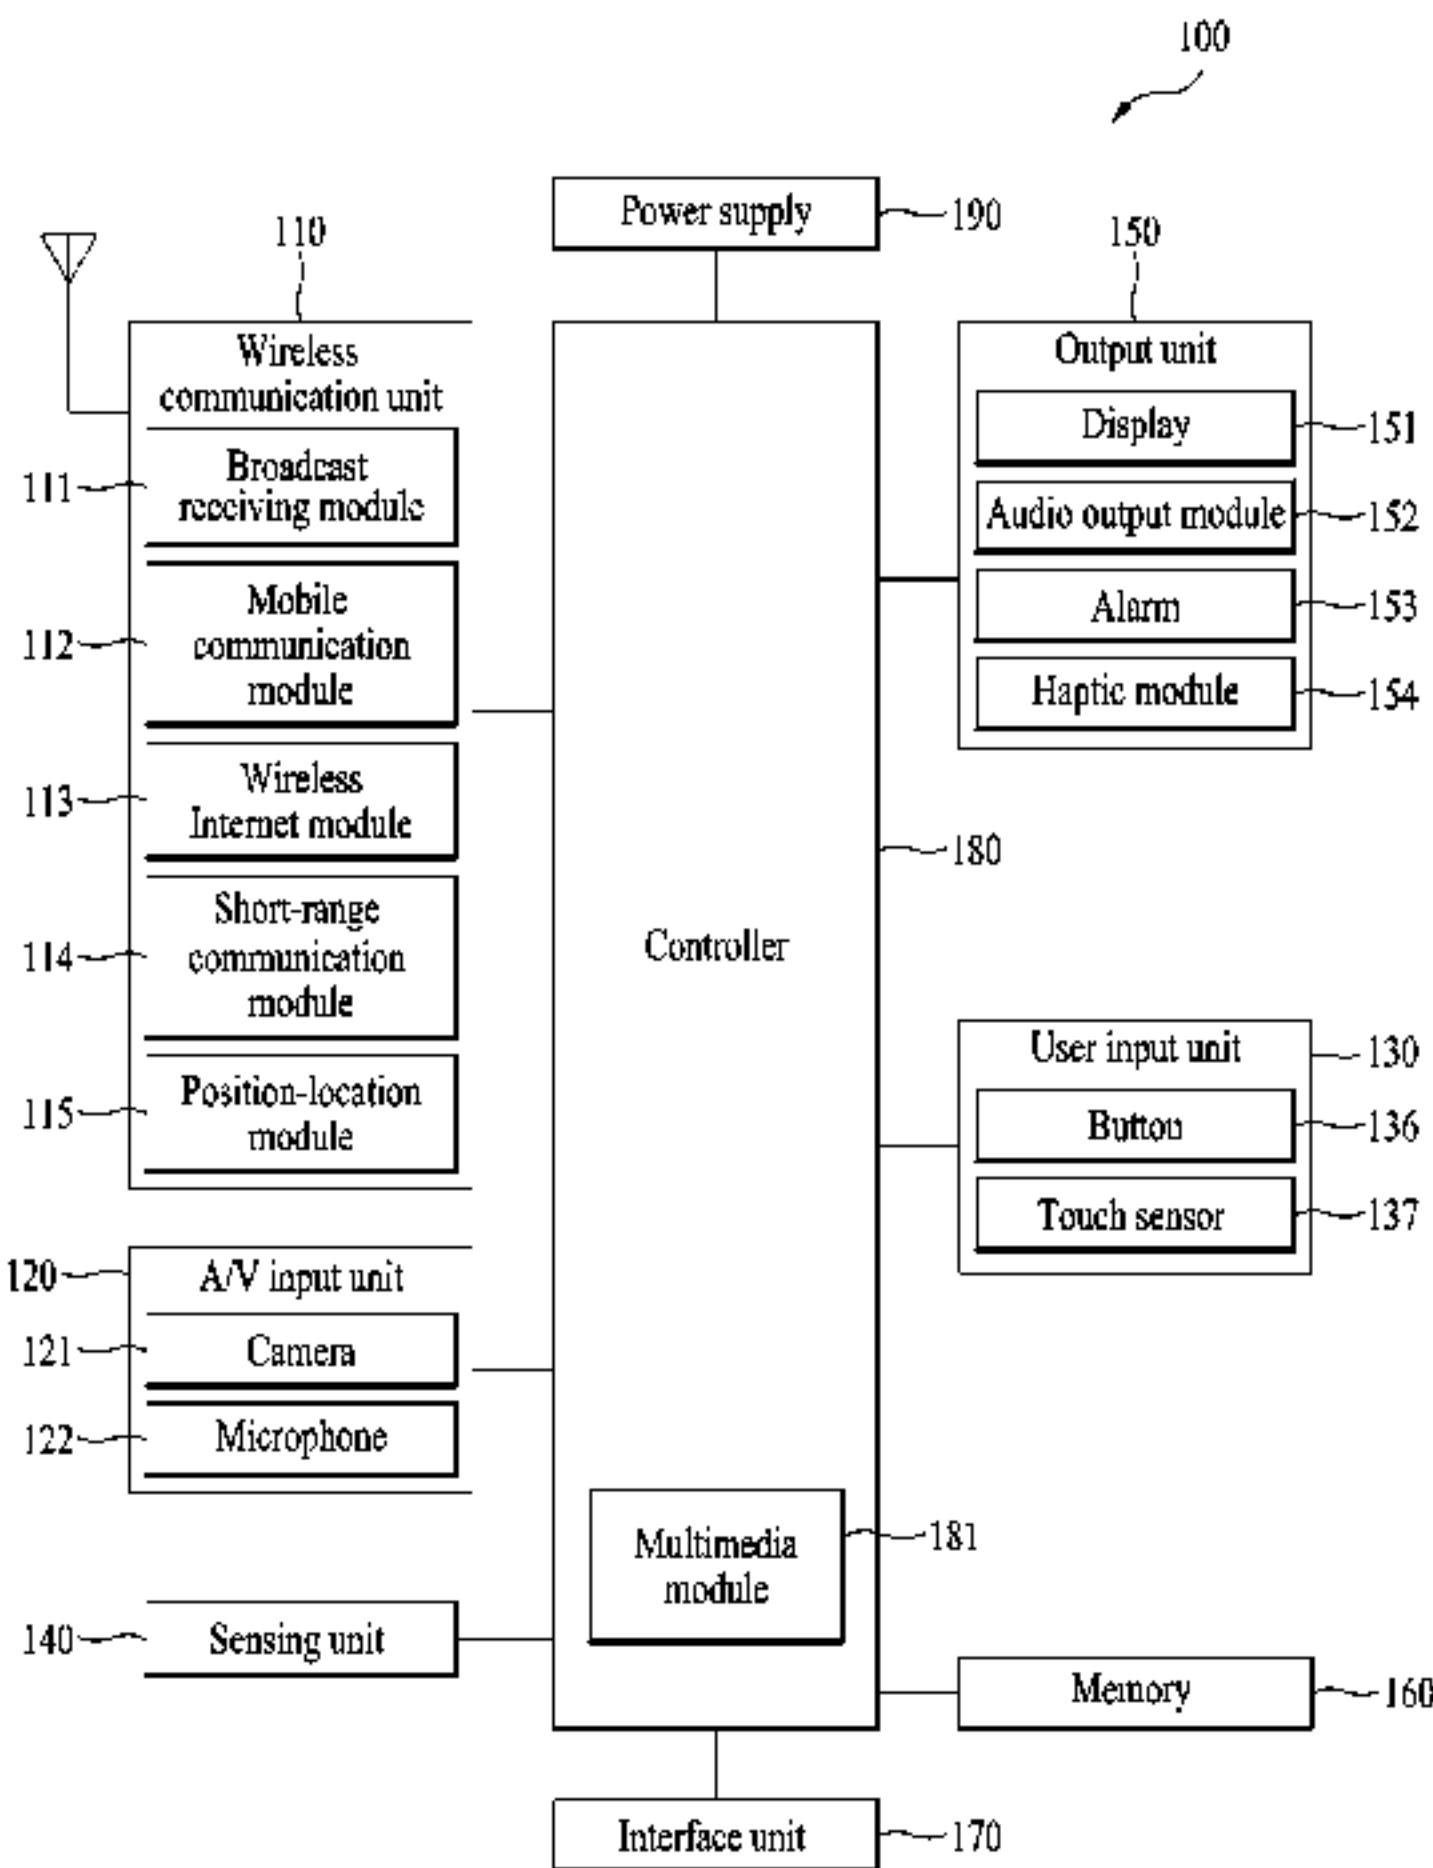 100
Power supply
190
110
150
Wireless
communication unit
Broadcast
receiving module
111
Mobile
communication
module
112
Wireless
Internet module
113
Short-range
communication
module
114
Position-location
module
115
A/V input unit
120
Camera
121
Microphone
122
Sensing unit
140
Controller
180
Multimedia
module
181
Output unit
Display
151
Audio output module
152
Alarm
153
Haptic module
154
User input unit
130
Button
136
Touch sensor
137
Memory
160
Interface unit
170